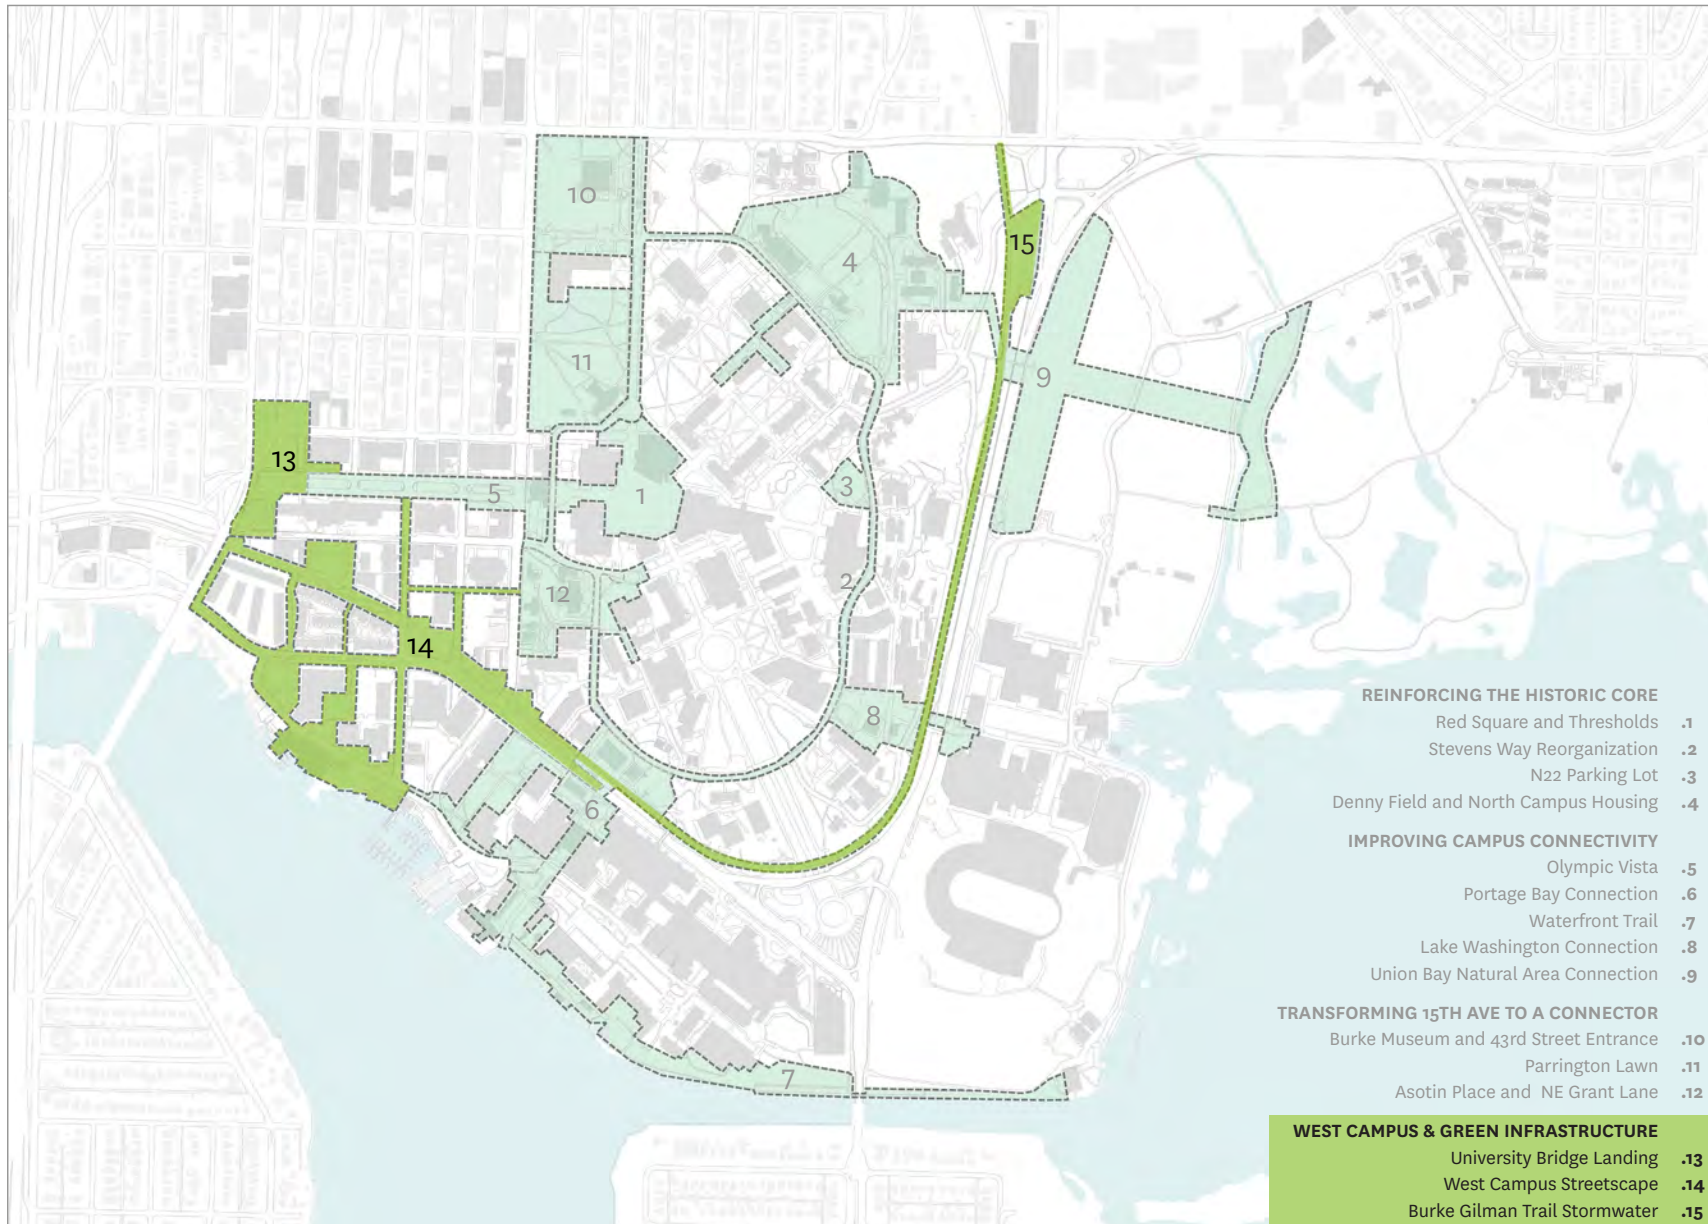 10
15
4
11
9
13
5
1
3
2
12
14
8
6
7
REINFORCING THE HISTORIC CORE
Red Square and Thresholds .1
Stevens Way Reorganization .2
N22 Parking Lot .3
Denny Field and North Campus Housing .4
IMPROVING CAMPUS CONNECTIVITY
Olympic Vista .5
Portage Bay Connection .6
Waterfront Trail .7
Lake Washington Connection .8
Union Bay Natural Area Connection .9
TRANSFORMING 15TH AVE TO A CONNECTOR
Burke Museum and 43rd Street Entrance .10
Parrington Lawn .11
Asotin Place and NE Grant Lane .12
WEST CAMPUS & GREEN INFRASTRUCTURE
University Bridge Landing .13
West Campus Streetscape .14
Burke Gilman Trail Stormwater .15